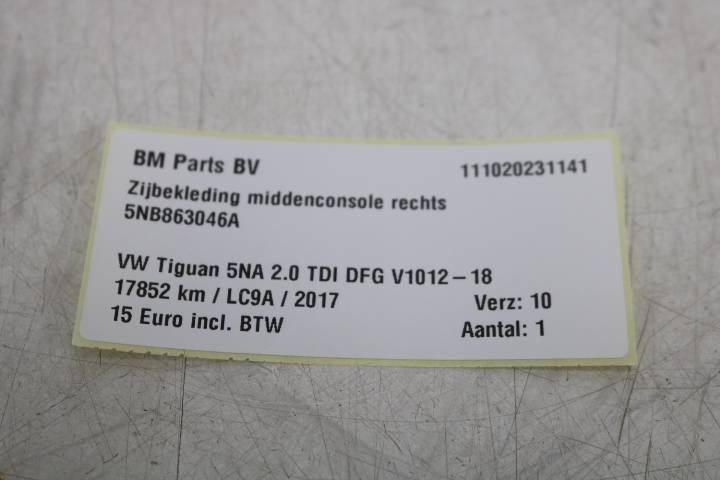 BM Parts BV 111020231141
Zijbekleding middenconsole rechts
5NB863046A
VW Tiguan 5NA 2.0 TDI DFG V1012-18
17852 km / LC9A / 2017 Verz: 10
15 Euro incl. BTW Aantal: 1